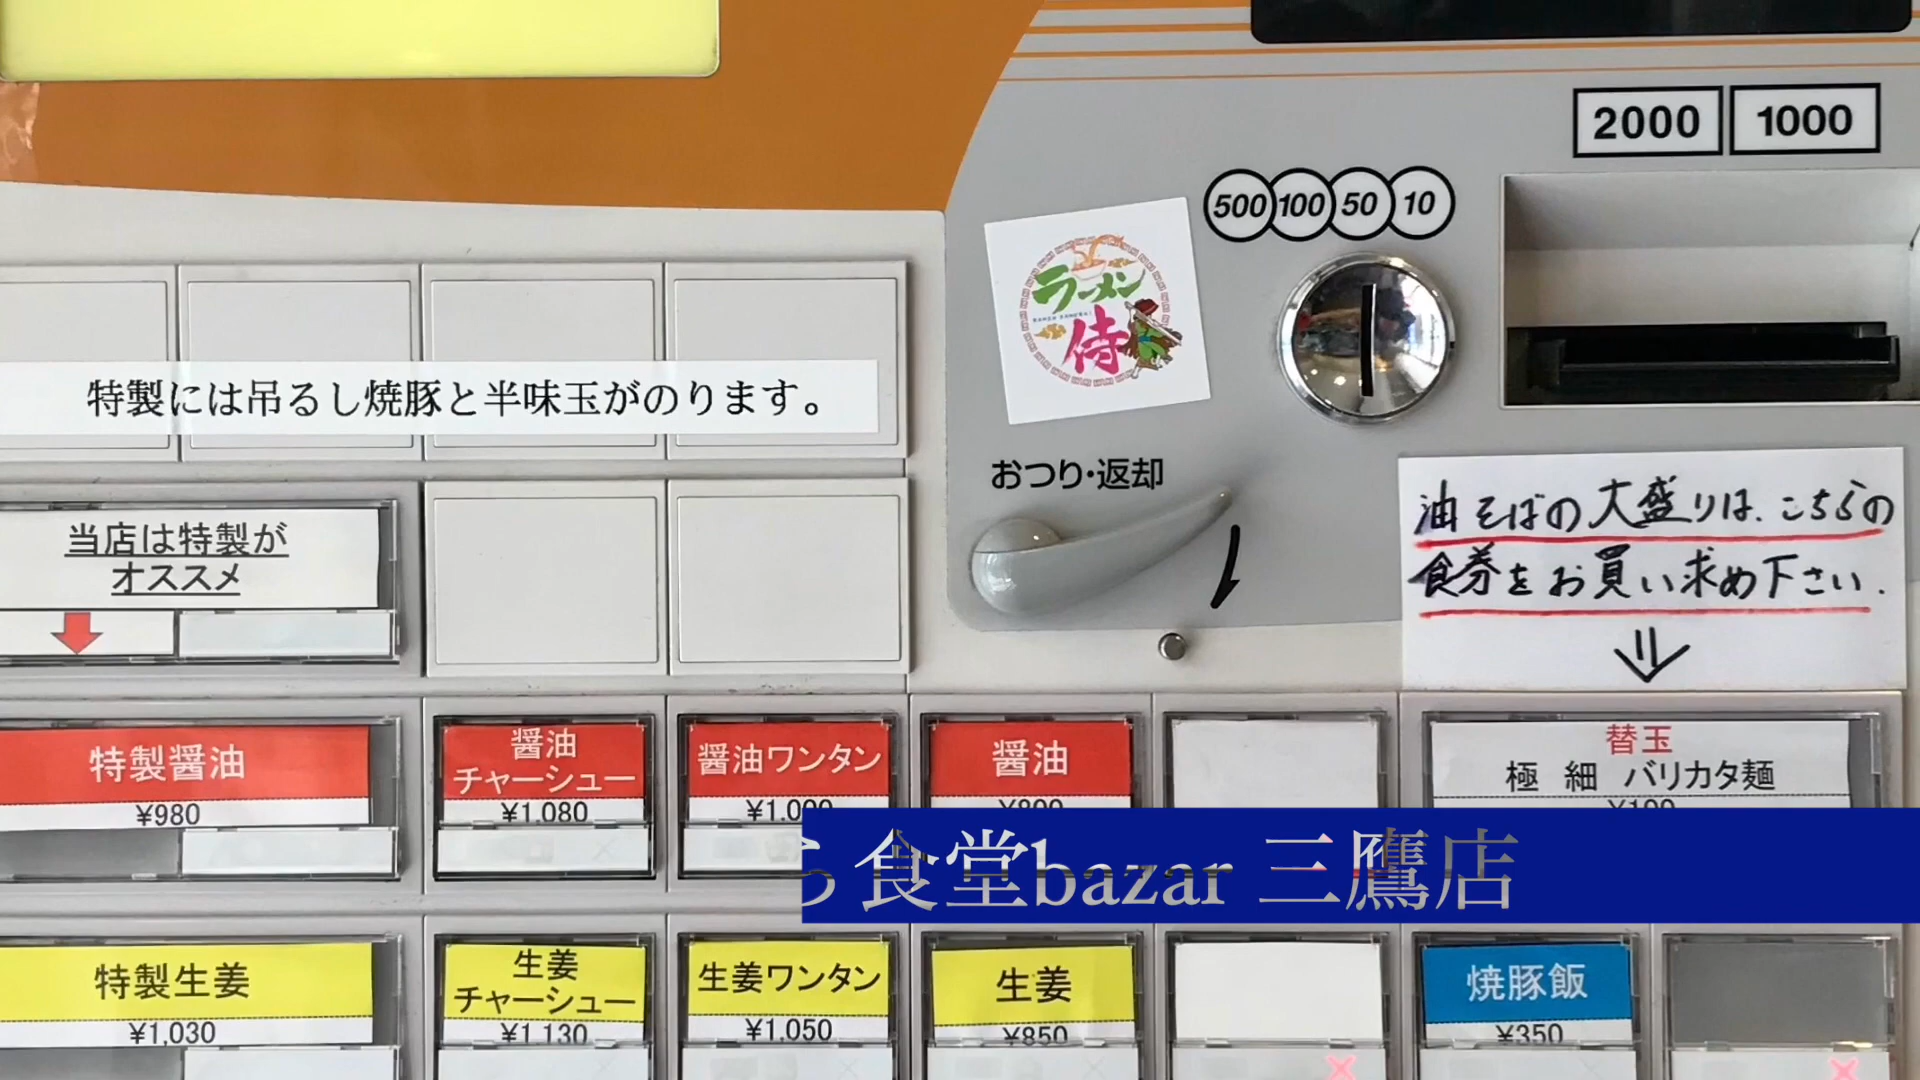 2000 1000
500 100 50 10
ラーメン
侍
特製には吊るし焼豚と半味玉がのります。
おつり・返却
油そばの大盛りは、こちらの
食券をお買い求め下さい.
当店は特製が
オススメ
特製醤油
¥980
醤油
チャーシュー
¥1,080
醤油ワンタン
醤油
替玉
極 細 バリカタ麺
食堂bazar 三鷹店
特製生姜
¥1,030
生姜
チャーシュー
¥1,130
生姜ワンタン
¥1,050
生姜
¥850
焼豚飯
¥350